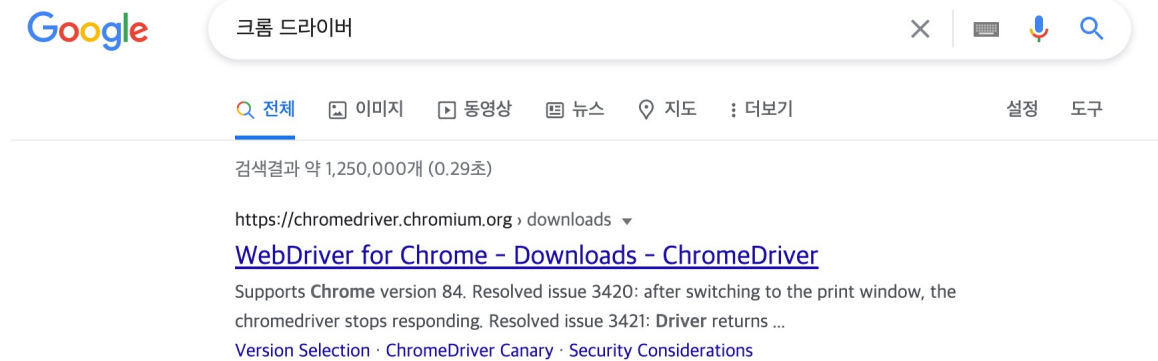 Google 크롬 드라이버
전체 이미지 동영상 뉴스 지도 더보기 설정 도구
검색결과 약 1,250,000개 (0.29초)
https://chromedriver.chromium.org › downloads
WebDriver for Chrome - Downloads - ChromeDriver
Supports Chrome version 84. Resolved issue 3420: after switching to the print window, the
chromedriver stops responding. Resolved issue 3421: Driver returns ...
Version Selection · ChromeDriver Canary · Security Considerations